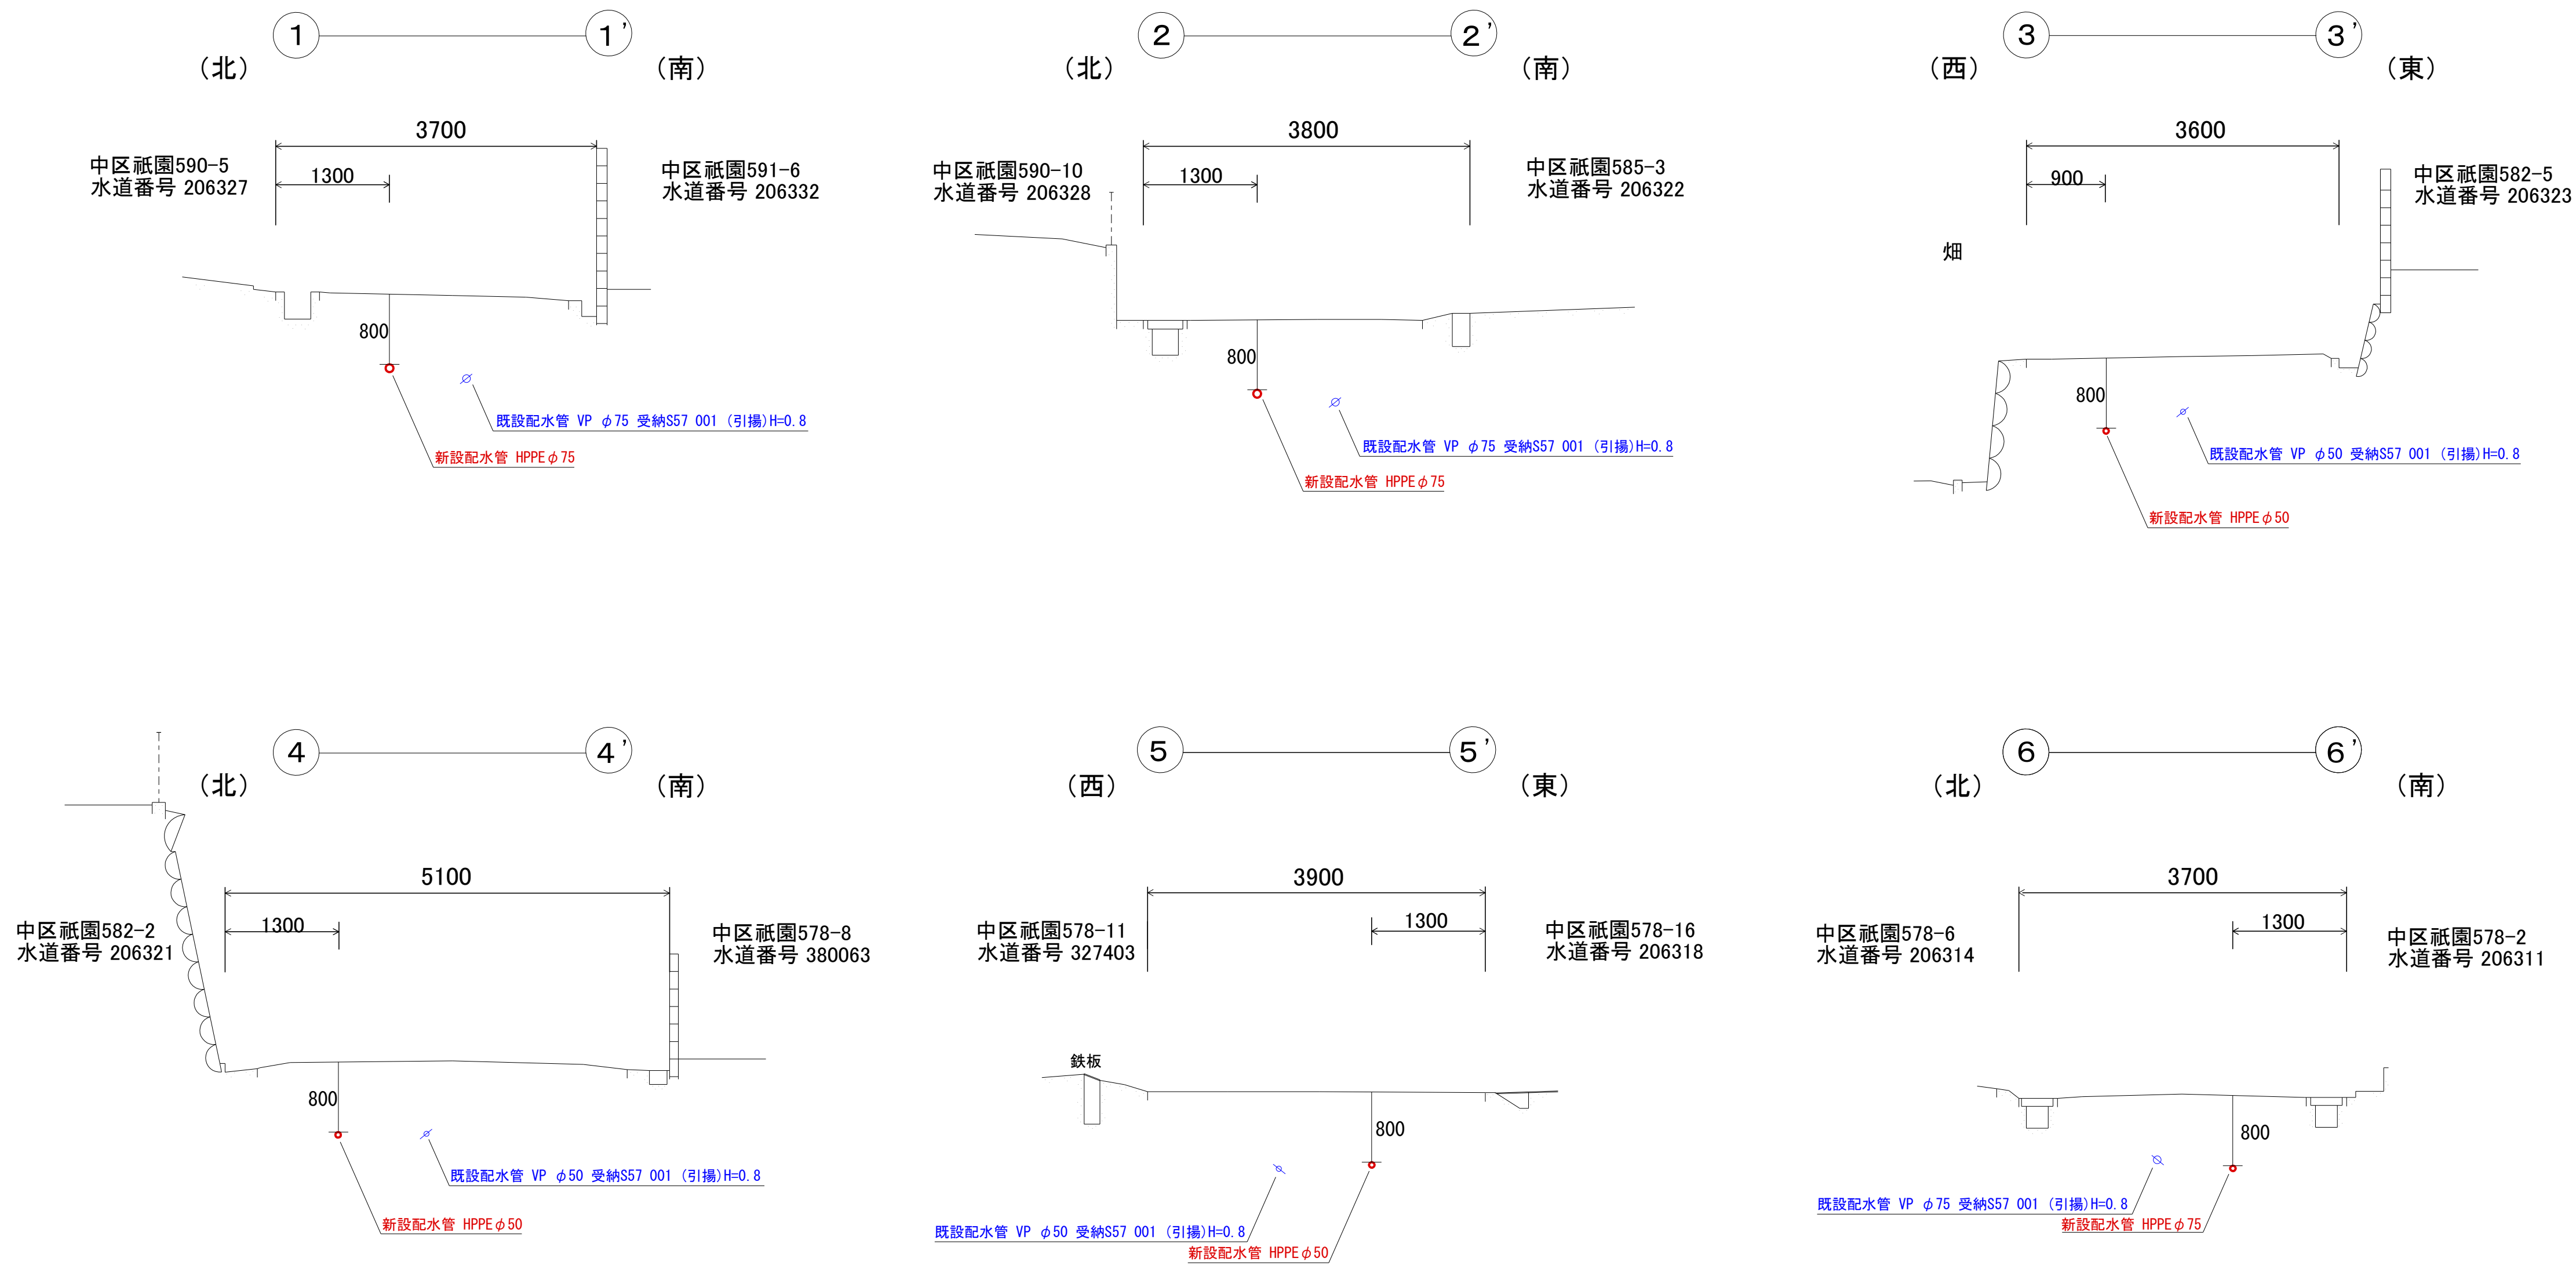 1 1'
(北) (南)
3700
1300
中区祇園590-5
水道番号 206327
中区祇園591-6
水道番号 206332
800
既設配水管 VP φ75 受納S57 001 (引揚)H=0.8
新設配水管 HPPEφ75
2 2'
(北) (南)
3800
1300
中区祇園590-10
水道番号 206328
中区祇園585-3
水道番号 206322
800
既設配水管 VP φ75 受納S57 001 (引揚)H=0.8
新設配水管 HPPEφ75
3 3'
(西) (東)
3600
900
中区祇園582-5
水道番号 206323
畑
800
既設配水管 VP φ50 受納S57 001 (引揚)H=0.8
新設配水管 HPPEφ50
4 4'
(北) (南)
5100
1300
中区祇園582-2
水道番号 206321
中区祇園578-8
水道番号 380063
800
既設配水管 VP φ50 受納S57 001 (引揚)H=0.8
新設配水管 HPPEφ50
5 5'
(西) (東)
3900
1300
中区祇園578-11
水道番号 327403
中区祇園578-16
水道番号 206318
鉄板
800
既設配水管 VP φ50 受納S57 001 (引揚)H=0.8
新設配水管 HPPEφ50
6 6'
(北) (南)
3700
1300
中区祇園578-6
水道番号 206314
中区祇園578-2
水道番号 206311
800
既設配水管 VP φ75 受納S57 001 (引揚)H=0.8
新設配水管 HPPEφ75